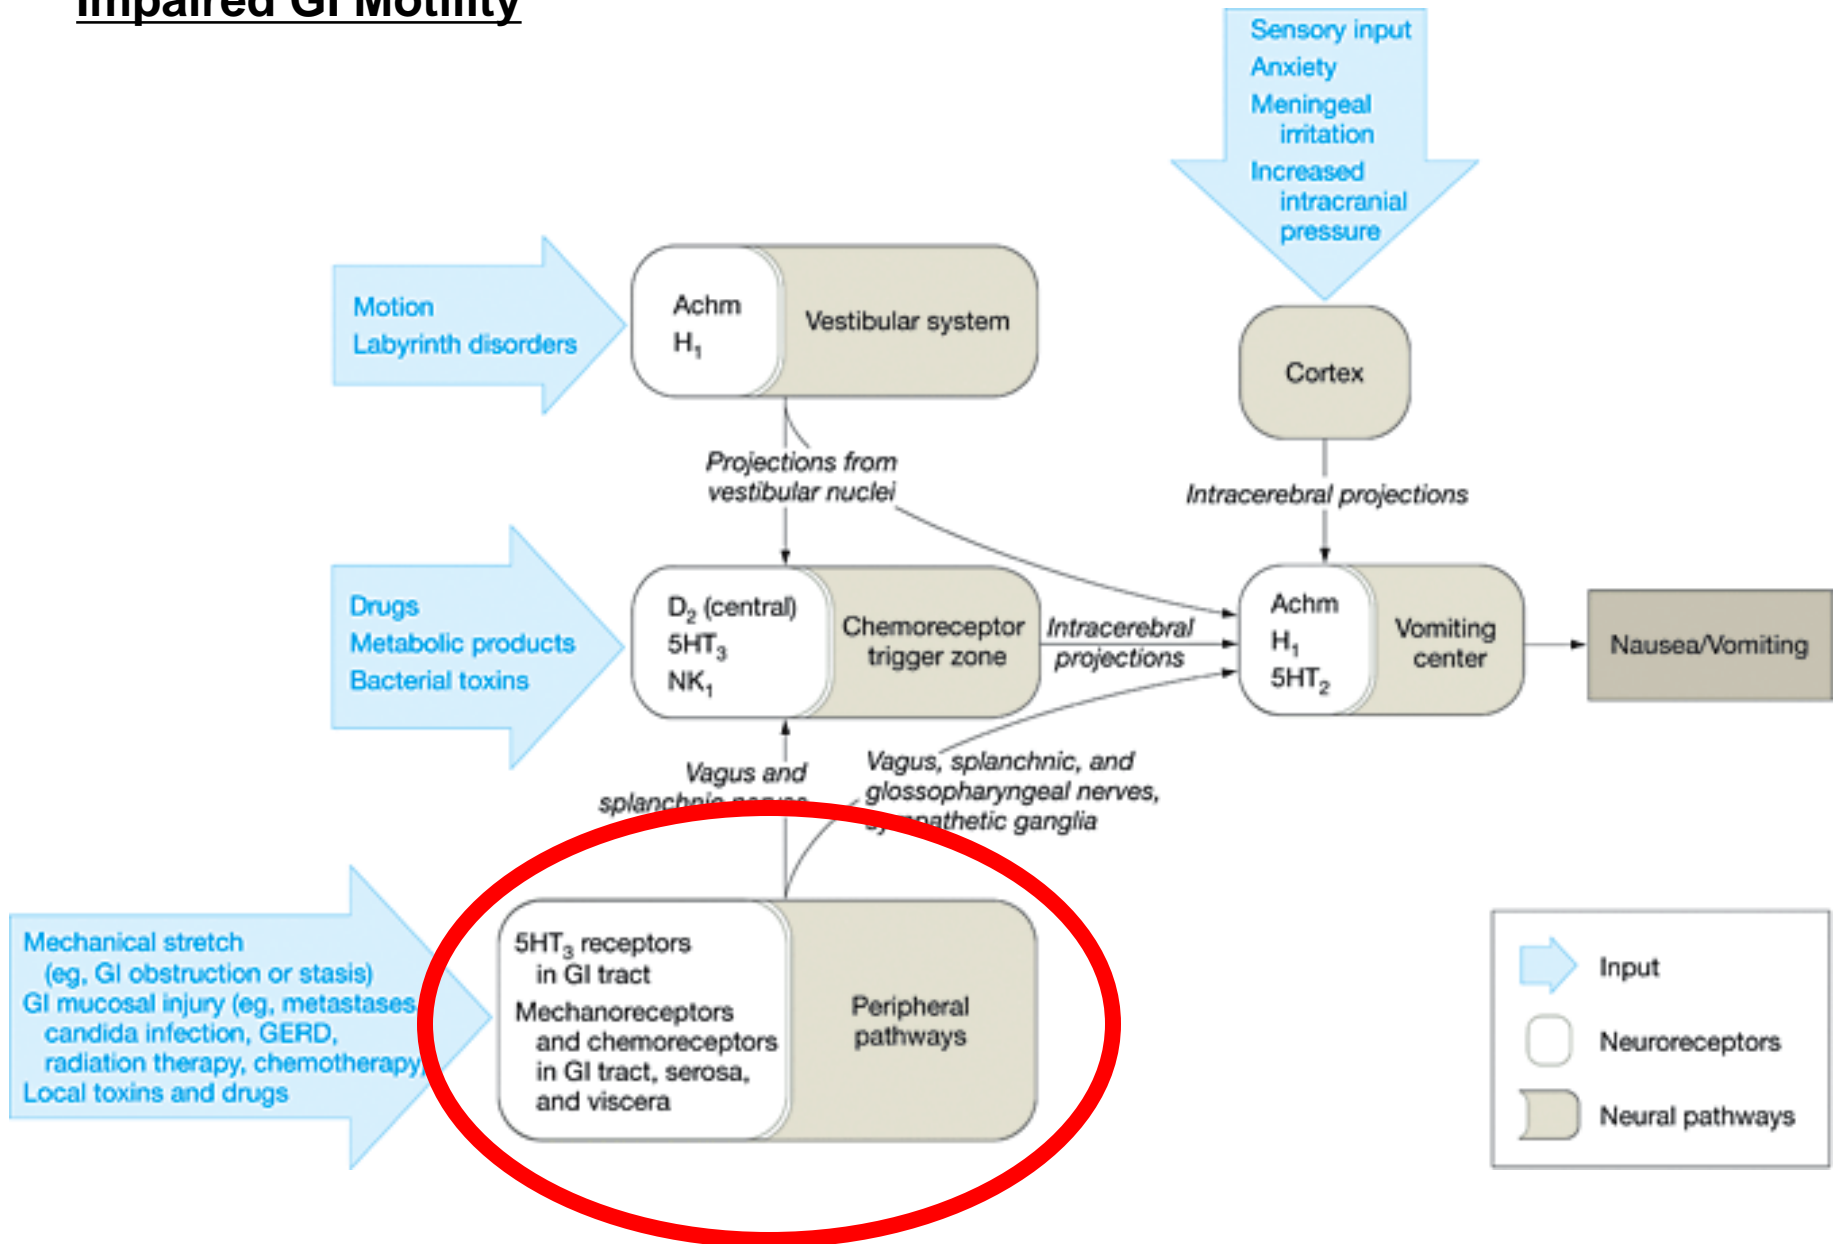 Impaired GI Motility
Sensory input
Anxiety
Meningeal
irritation
Increased
intracranial
pressure
Motion
Labyrinth disorders
Achm
H₁
Vestibular system
Cortex
Projections from
vestibular nuclei
Intracerebral projections
Drugs
Metabolic products
Bacterial toxins
D₂ (central)
5HT₃
NK₁
Chemoreceptor
trigger zone
Intracerebral
projections
Achm
H₁
5HT₂
Vomiting
center
Nausea/Vomiting
Vagus and
splanchnic nerves
Vagus, splanchnic, and
glossopharyngeal nerves,
sympathetic ganglia
Mechanical stretch
(eg, GI obstruction or stasis)
GI mucosal injury (eg, metastases,
candida infection, GERD,
radiation therapy, chemotherapy)
Local toxins and drugs
5HT₃ receptors
in GI tract
Mechanoreceptors
and chemoreceptors
in GI tract, serosa,
and viscera
Peripheral
pathways
Input
Neuroreceptors
Neural pathways